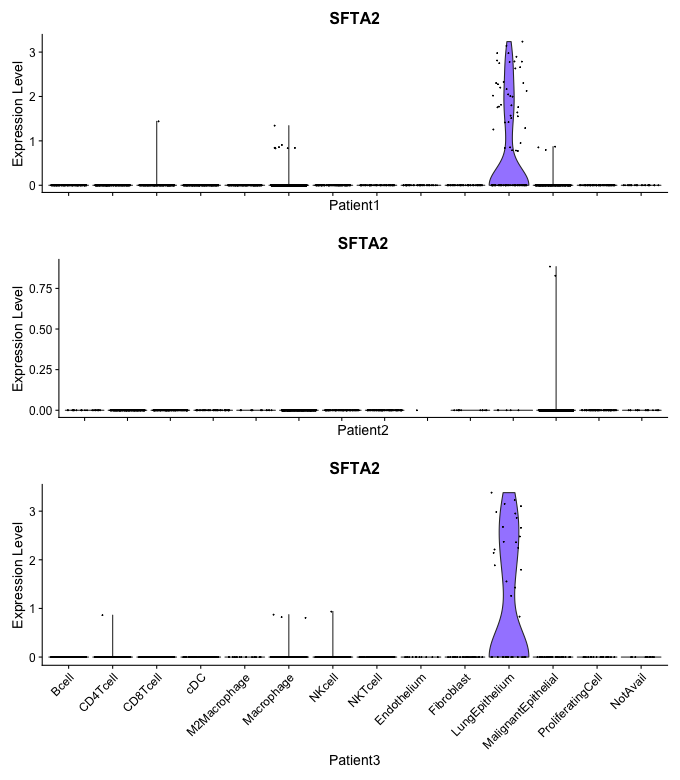 SFTA2
Expression Level
3
2
1
0
Patient1
SFTA2
Expression Level
0.75
0.50
0.25
0.00
Patient2
SFTA2
Expression Level
3
2
1
0
Bcell
CD4Tcell
CD8Tcell
cDC
M2Macrophage
Macrophage
NKcell
NKTcell
Endothelium
Fibroblast
LungEpithelium
MalignantEpithelial
ProliferatingCell
NotAvail
Patient3